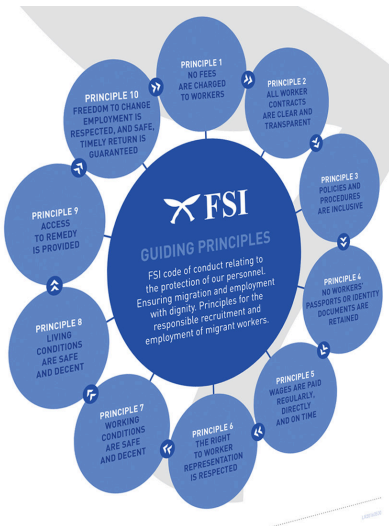 PRINCIPLE 1
NO FEES
ARE CHARGED
TO WORKERS
PRINCIPLE 2
ALL WORKER
CONTRACTS
ARE CLEAR AND
TRANSPARENT
PRINCIPLE 3
POLICIES AND
PROCEDURES
ARE INCLUSIVE
PRINCIPLE 4
NO WORKERS'
PASSPORTS OR IDENTITY
DOCUMENTS ARE
RETAINED
PRINCIPLE 5
WAGES ARE PAID
REGULARLY,
DIRECTLY
AND ON TIME
PRINCIPLE 6
THE RIGHT
TO WORKER
REPRESENTATION
IS RESPECTED
PRINCIPLE 7
WORKING
CONDITIONS
ARE SAFE
AND DECENT
PRINCIPLE 8
LIVING
CONDITIONS
ARE SAFE
AND DECENT
PRINCIPLE 9
ACCESS
TO REMEDY
IS PROVIDED
PRINCIPLE 10
FREEDOM TO CHANGE
EMPLOYMENT IS
RESPECTED, AND SAFE,
TIMELY RETURN IS
GUARANTEED
FSI
GUIDING PRINCIPLES
FSI code of conduct relating to
the protection of our personnel.
Ensuring migration and employment
with dignity. Principles for the
responsible recruitment and
employment of migrant workers.